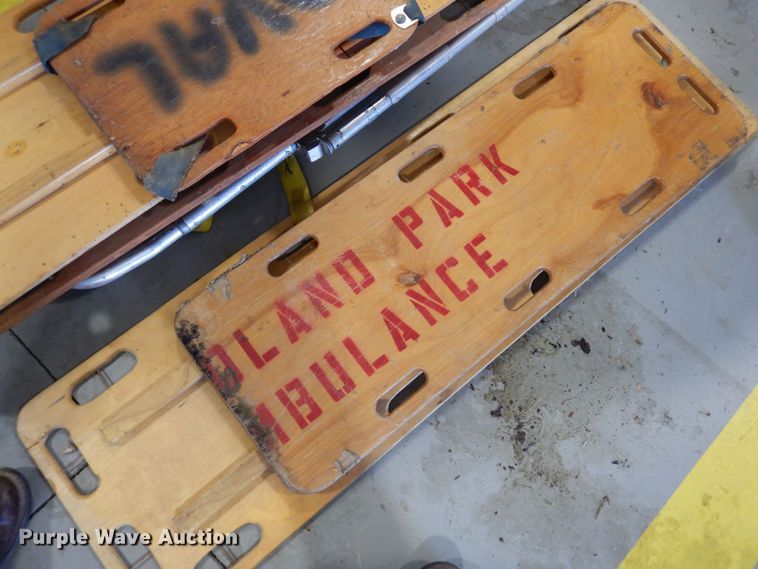 OLAND PARK
MBULANCE
Purple Wave Auction